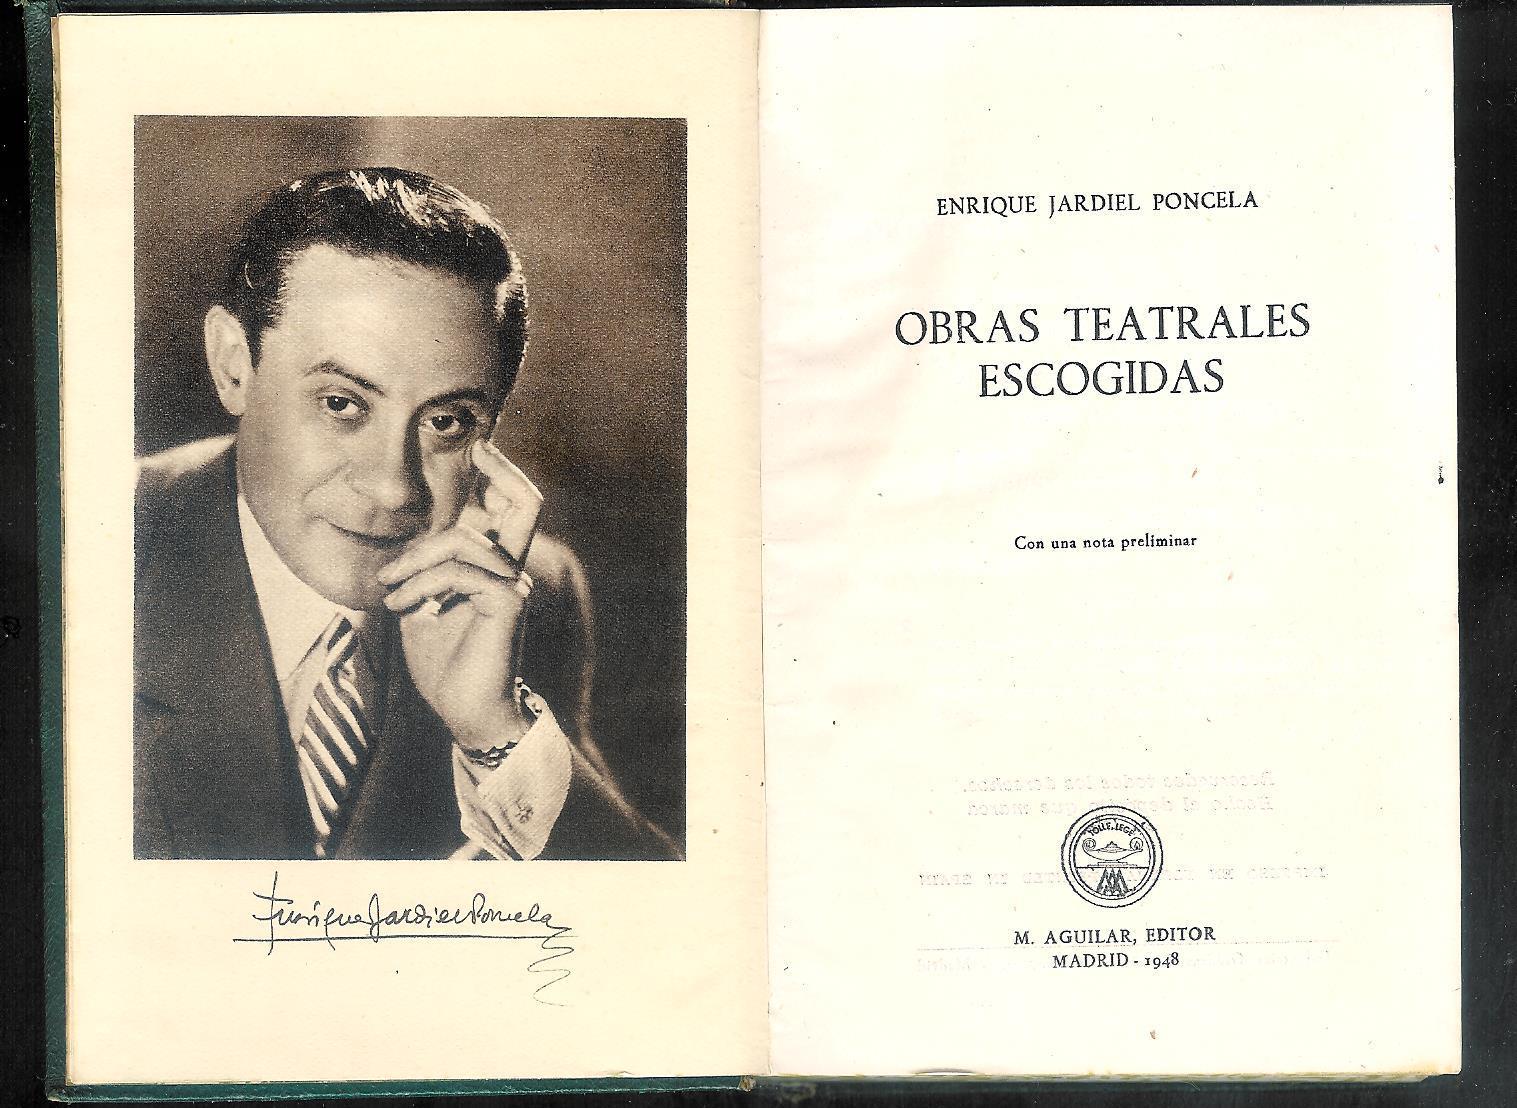 Enrique Jardiel Poncela
ENRIQUE JARDIEL PONCELA
OBRAS TEATRALES
ESCOGIDAS
Con una nota preliminar
TOLLE, LEGE
M. AGUILAR, EDITOR
MADRID - 1948